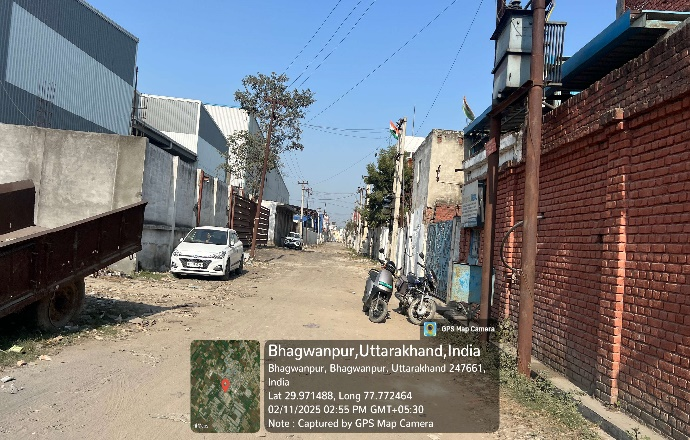 GPS Map Camera
Bhagwanpur,Uttarakhand,India
Bhagwanpur, Bhagwanpur, Uttarakhand 247661,
India
Lat 29.971488, Long 77.772464
02/11/2025 02:55 PM GMT+05:30
Note : Captured by GPS Map Camera